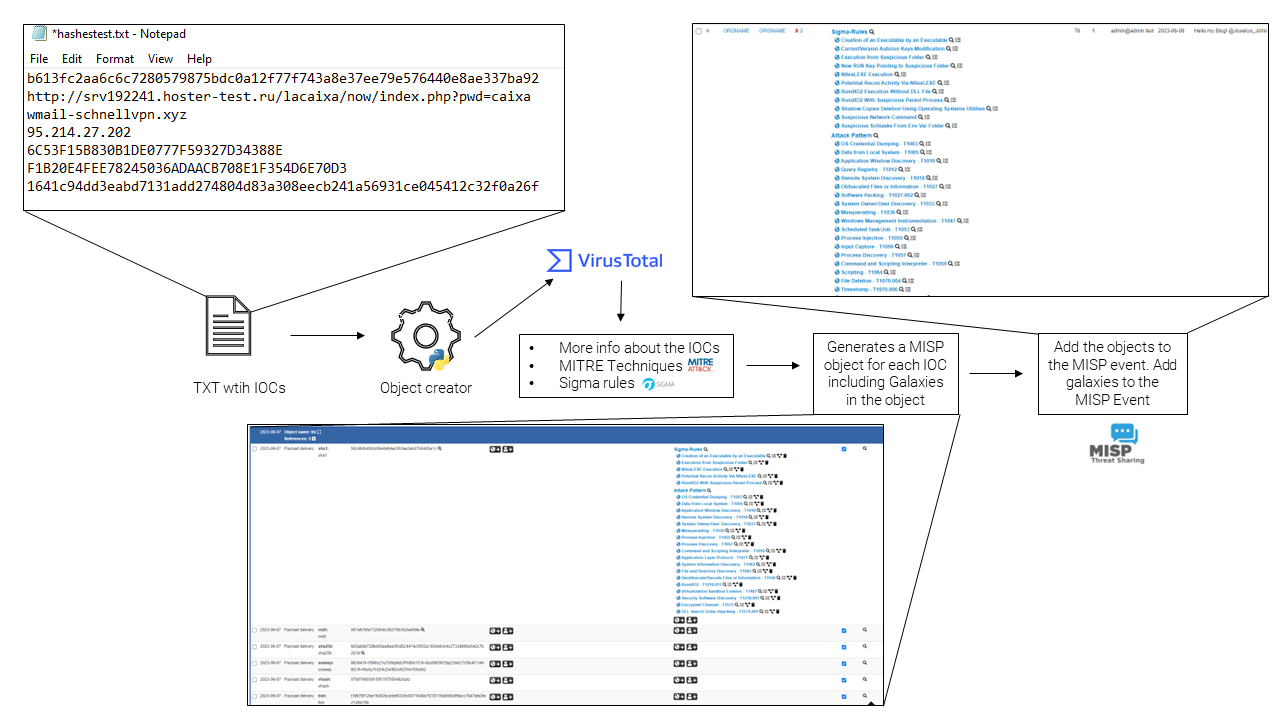 *hashestest.txt - Notepad
File Edit Format View Help
b613fc2aa6c6c7280579875bdc0e12f77f743a8e37ee79e576440e8ae337ba92
http://srv192241.hoster-test.ru/lacaixa/now/index.php?pwd=caixa
wmail-schnellvpn.xyz
95.214.27.202
6C53F15B830B1DE0777F59327D34388E
F1B20E4FEE78245036ADAACB708E1F354D6E70D3
1641c94dd3eabd7131add274804d83a308eecb241a56931ce045412c32f0a26f
ORGNAME ORGNAME 2 76 1 admin@admin.test 2023-06-08
Sigma-Rules
Creation of an Executable by an Executable
CurrentVersion Autorun Keys Modification
Execution from Suspicious Folder
New RUN Key Pointing to Suspicious Folder
Nltest.EXE Execution
Potential Recon Activity Via Nltest.EXE
Rundll32 Execution Without DLL File
Rundll32 With Suspicious Parent Process
Shadow Copies Deletion Using Operating Systems Utilities
Suspicious Network Command
Suspicious Schtasks From Env Var Folder
Attack Pattern
OS Credential Dumping - T1003
Data from Local System - T1005
Application Window Discovery - T1010
Query Registry - T1012
Remote System Discovery - T1018
Obfuscated Files or Information - T1027
Software Packing - T1027.002
System Owner/User Discovery - T1033
Masquerading - T1036
Windows Management Instrumentation - T1047
Scheduled Task/Job - T1053
Process Injection - T1055
Input Capture - T1056
Process Discovery - T1057
Command and Scripting Interpreter - T1059
Scripting - T1064
File Deletion - T1070.004
Timestomp - T1070.006
VirusTotal
TXT wtih IOCs
Object creator
• More info about the IOCs
• MITRE Techniques MITRE ATT&CK
• Sigma rules SIGMA
Generates a MISP
object for each IOC
including Galaxies
in the object
Add the objects to
the MISP event. Add
galaxies to the
MISP Event
MISP
Threat Sharing
2023-06-07 Object name: file
References: 0
2023-06-07 Payload delivery sha1:
sha1
Sigma-Rules
Creation of an Executable by an Executable
Execution from Suspicious Folder
Nltest.EXE Execution
Potential Recon Activity Via Nltest.EXE
Rundll32 With Suspicious Parent Process
Attack Pattern
OS Credential Dumping - T1003
Data from Local System - T1005
Application Window Discovery - T1010
Remote System Discovery - T1018
System Owner/User Discovery - T1033
Masquerading - T1036
Process Injection - T1055
Process Discovery - T1057
Command and Scripting Interpreter - T1059
Application Layer Protocol - T1071
System Information Discovery - T1082
File and Directory Discovery - T1083
Deobfuscate/Decode Files or Information - T1140
Rundll32 - T1218.011
Virtualization/Sandbox Evasion - T1497
Security Software Discovery - T1518.001
Encrypted Channel - T1573
DLL Search Order Hijacking - T1574.001
2023-06-07 Payload delivery md5:
md5
2023-06-07 Payload delivery sha256:
sha256
2023-06-07 Payload delivery ssdeep:
ssdeep
2023-06-07 Payload delivery vhash:
vhash
2023-06-07 Payload delivery